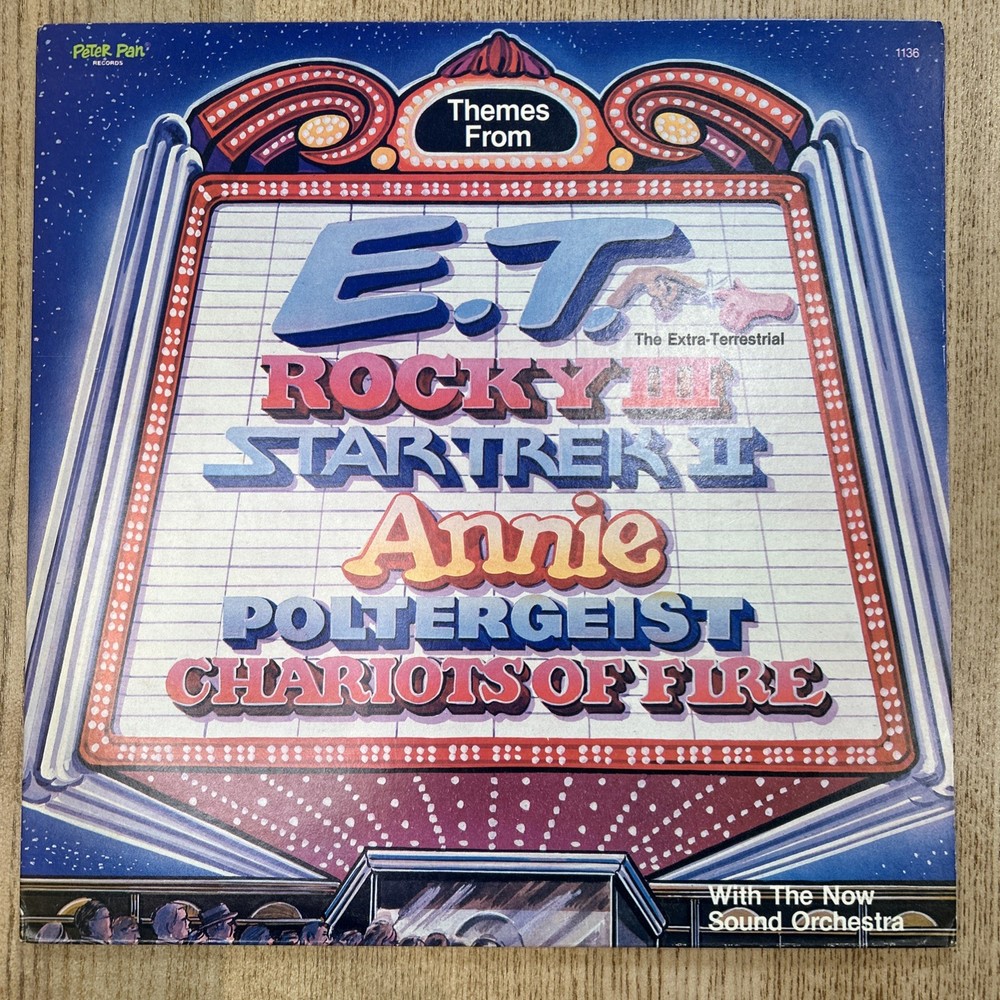 Peter Pan
RECORDS
1136
Themes
From
E.T.
The Extra-Terrestrial
ROCKY III
STAR TREK II
Annie
POLTERGEIST
CHARIOTS OF FIRE
With The Now
Sound Orchestra